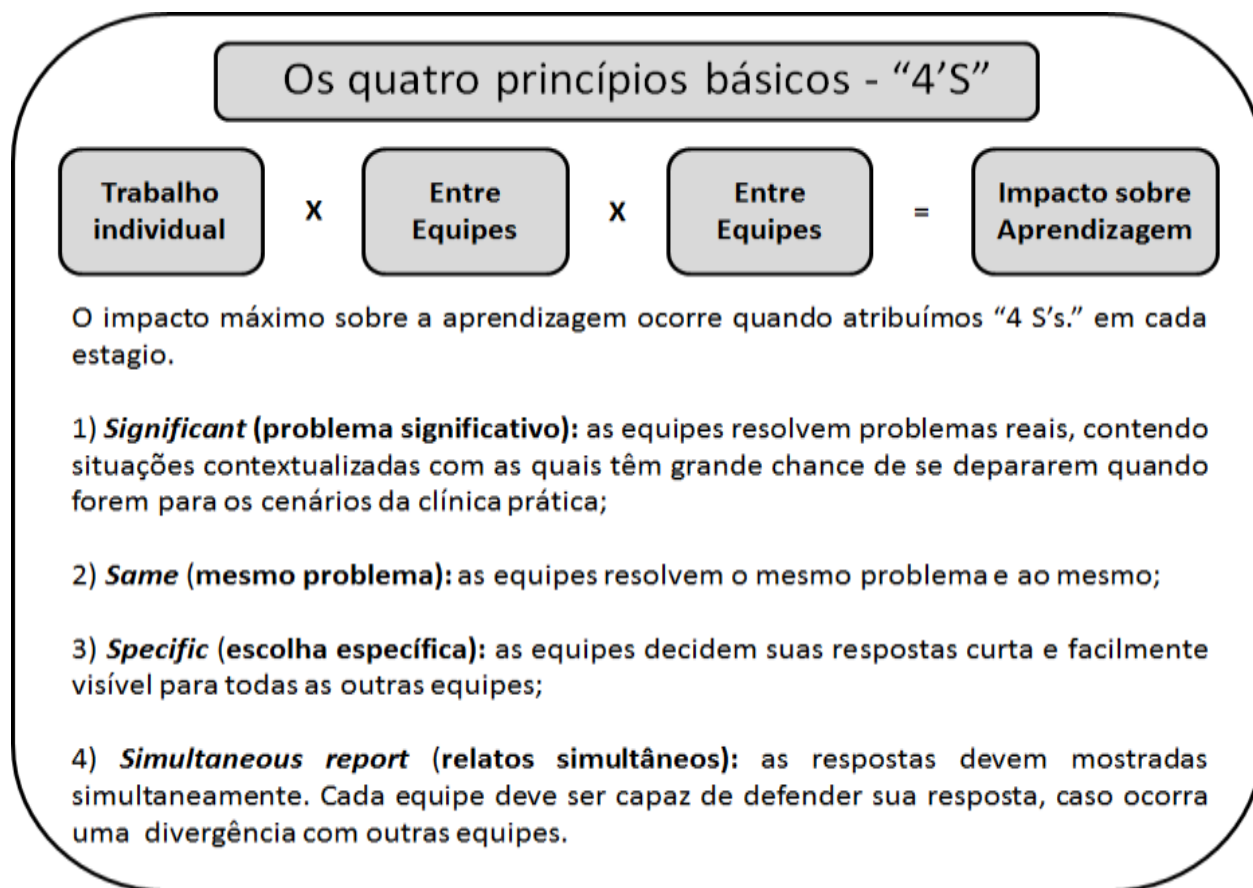 Os quatro princípios básicos - “4’S”
Trabalho
individual
X
Entre
Equipes
X
Entre
Equipes
=
Impacto sobre
Aprendizagem
O impacto máximo sobre a aprendizagem ocorre quando atribuímos “4 S’s.” em cada
estagio.
1) Significant (problema significativo): as equipes resolvem problemas reais, contendo
situações contextualizadas com as quais têm grande chance de se depararem quando
forem para os cenários da clínica prática;
2) Same (mesmo problema): as equipes resolvem o mesmo problema e ao mesmo;
3) Specific (escolha específica): as equipes decidem suas respostas curta e facilmente
visível para todas as outras equipes;
4) Simultaneous report (relatos simultâneos): as respostas devem mostradas
simultaneamente. Cada equipe deve ser capaz de defender sua resposta, caso ocorra
uma divergência com outras equipes.